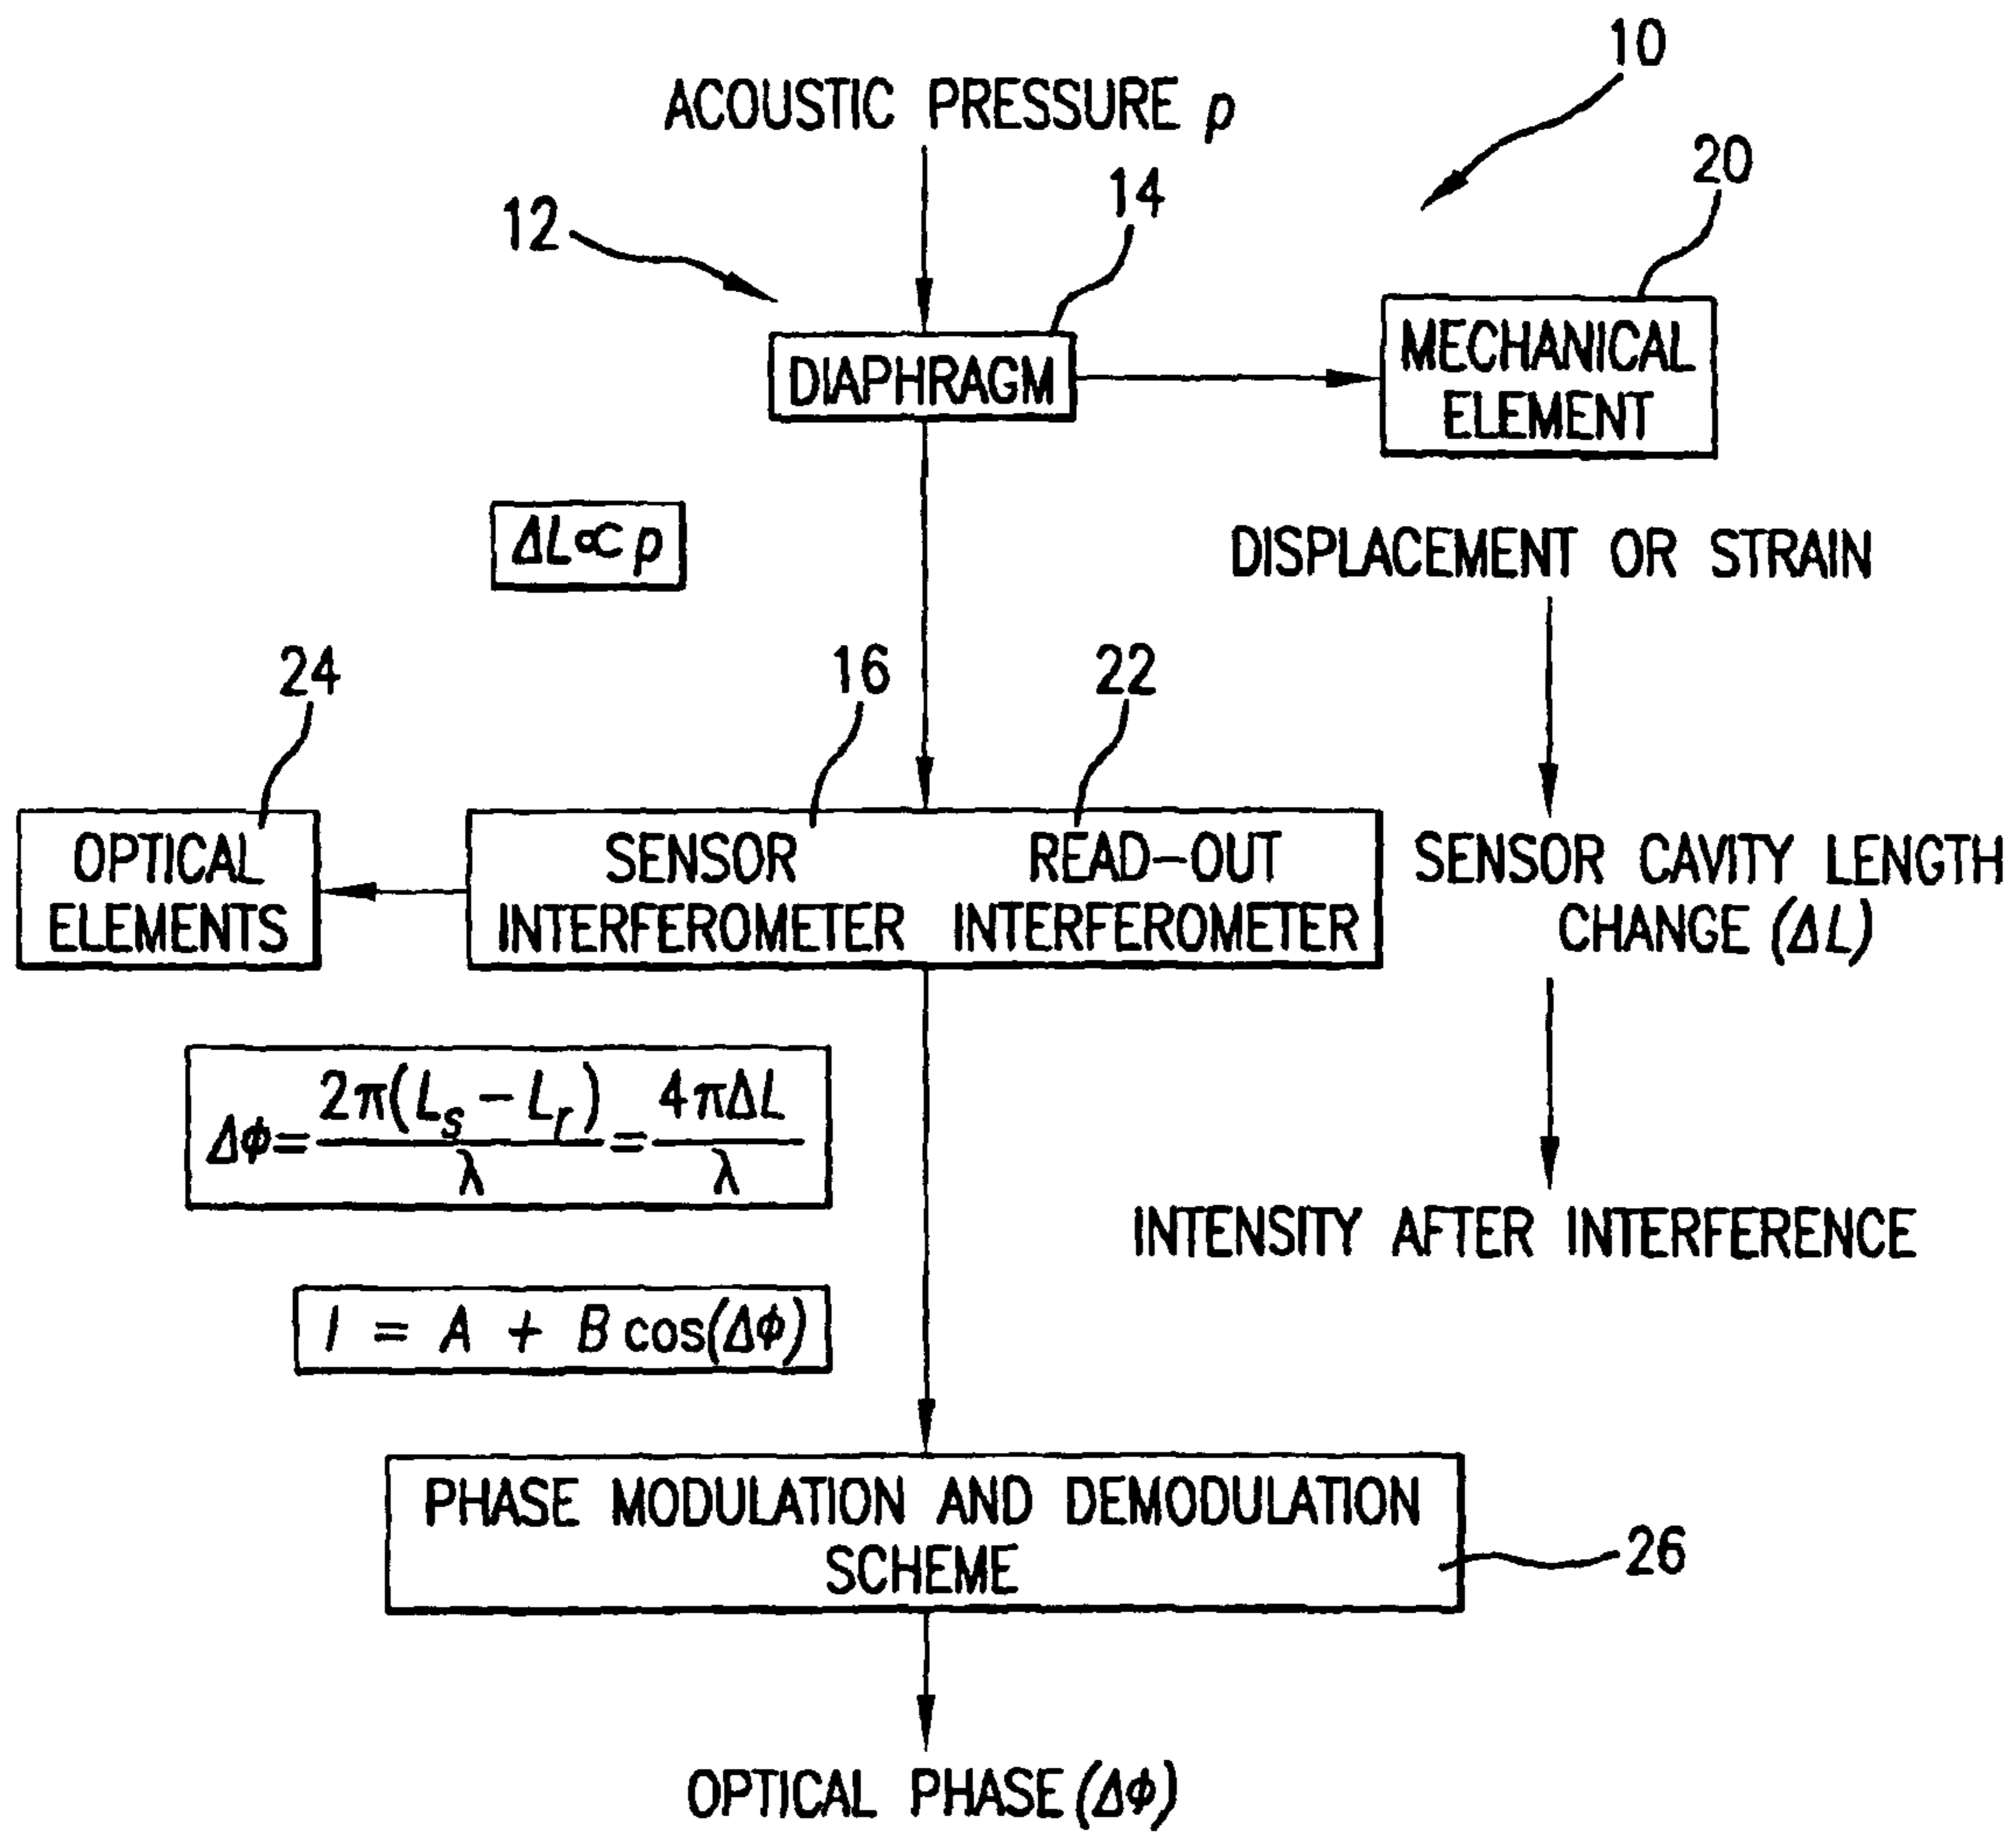 10
ACOUSTIC PRESSURE p
20
14
12
MECHANICAL
ELEMENT
DIAPHRAGM
ΔL∝p
DISPLACEMENT OR STRAIN
24
16
22
OPTICAL
ELEMENTS
SENSOR
INTERFEROMETER
READ-OUT
INTERFEROMETER
SENSOR CAVITY LENGTH
CHANGE (ΔL)
Δϕ= 2π(Ls − Lr)/λ = 4πΔL/λ
INTENSITY AFTER INTERFERENCE
I = A + B cos(Δϕ)
PHASE MODULATION AND DEMODULATION
SCHEME
26
OPTICAL PHASE (Δϕ)